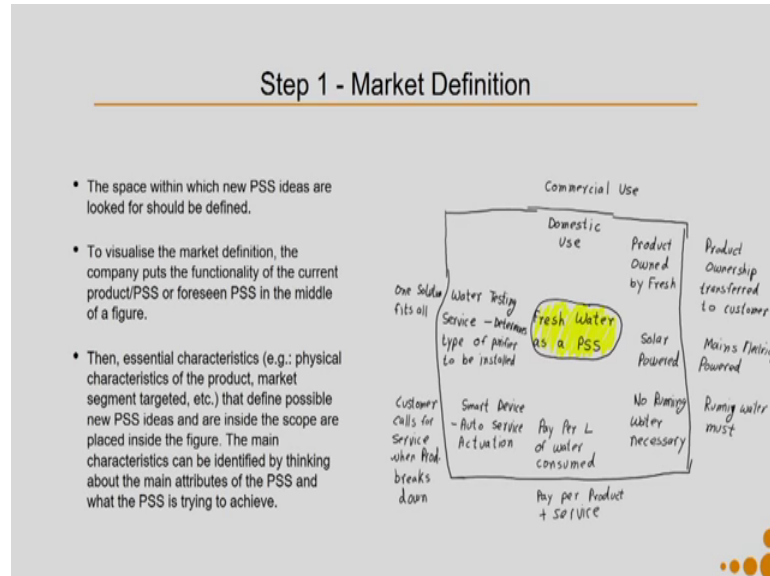 Step 1 - Market Definition
• The space within which new PSS ideas are
looked for should be defined.
• To visualise the market definition, the
company puts the functionality of the current
product/PSS or foreseen PSS in the middle
of a figure.
• Then, essential characteristics (e.g.: physical
characteristics of the product, market
segment targeted, etc.) that define possible
new PSS ideas and are inside the scope are
placed inside the figure. The main
characteristics can be identified by thinking
about the main attributes of the PSS and
what the PSS is trying to achieve.
Commercial Use
Domestic
Use
Product
Owned
by Fresh
Product
Ownership
transferred
to customer
One
fits all
Water Testing
Service -
type of
to be installed
Fresh Water
as a PSS
Solar
Powered
Mains
Powered
Customer
calls for
service
when Prod.
breaks
down
Smart Device
- Auto Service
Actuation
Pay Per L
of water
consumed
No Running
Water
necessary
water
must
Pay per Product
+ service